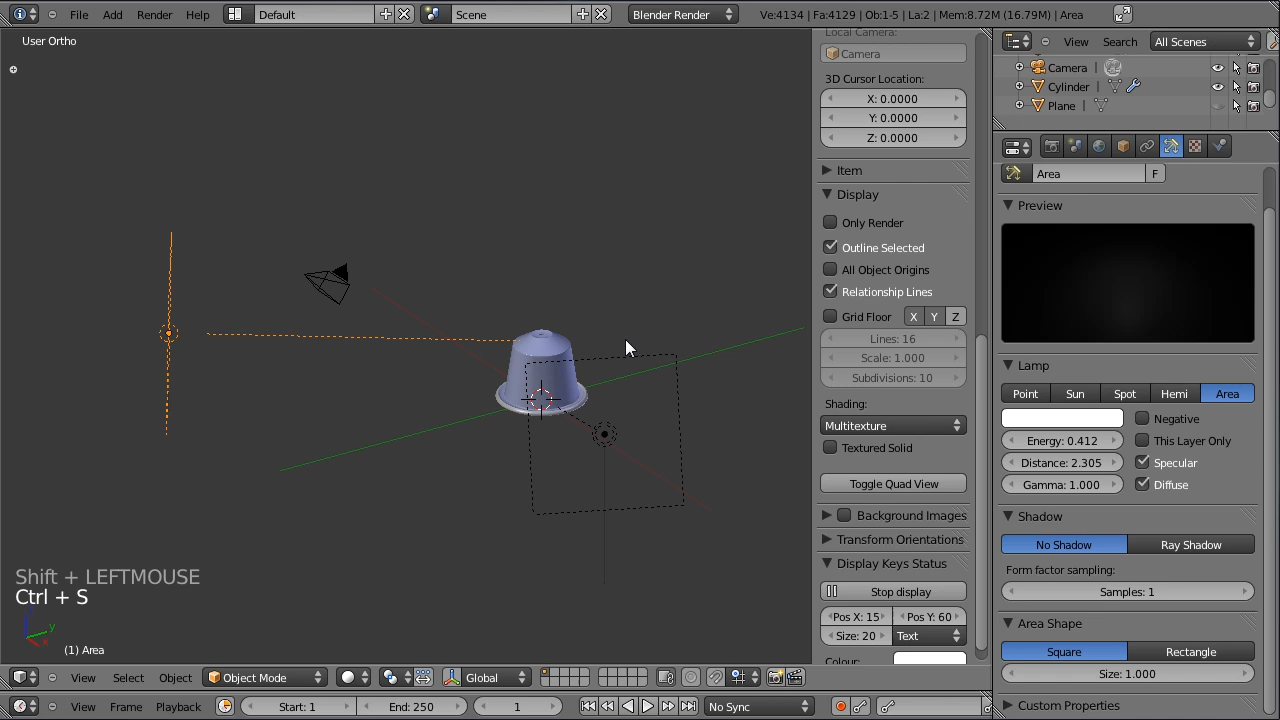 File Add Render Help Default Scene Blender Render Ve:4134 | Fa:4129 | Ob:1-5 | La:2 | Mem:8.72M (16.79M) | Area
User Ortho
Shift + LEFTMOUSE
Ctrl + S
y
x
(1) Area
Local Camera:
Camera
3D Cursor Location:
X: 0.0000
Y: 0.0000
Z: 0.0000
Item
Display
Only Render
Outline Selected
All Object Origins
Relationship Lines
Grid Floor X Y Z
Lines: 16
Scale: 1.000
Subdivisions: 10
Shading:
Multitexture
Textured Solid
Toggle Quad View
Background Images
Transform Orientations
Display Keys Status
Stop display
Pos X: 15 Pos Y: 60
Size: 20 Text
Colour:
View Search All Scenes
Camera |
Cylinder |
Plane |
Area F
Preview
Lamp
Point Sun Spot Hemi Area
Negative
Energy: 0.412 This Layer Only
Distance: 2.305 Specular
Gamma: 1.000 Diffuse
Shadow
No Shadow Ray Shadow
Form factor sampling:
Samples: 1
Area Shape
Square Rectangle
Size: 1.000
Custom Properties
View Select Object Object Mode Global
View Frame Playback Start: 1 End: 250 1 No Sync